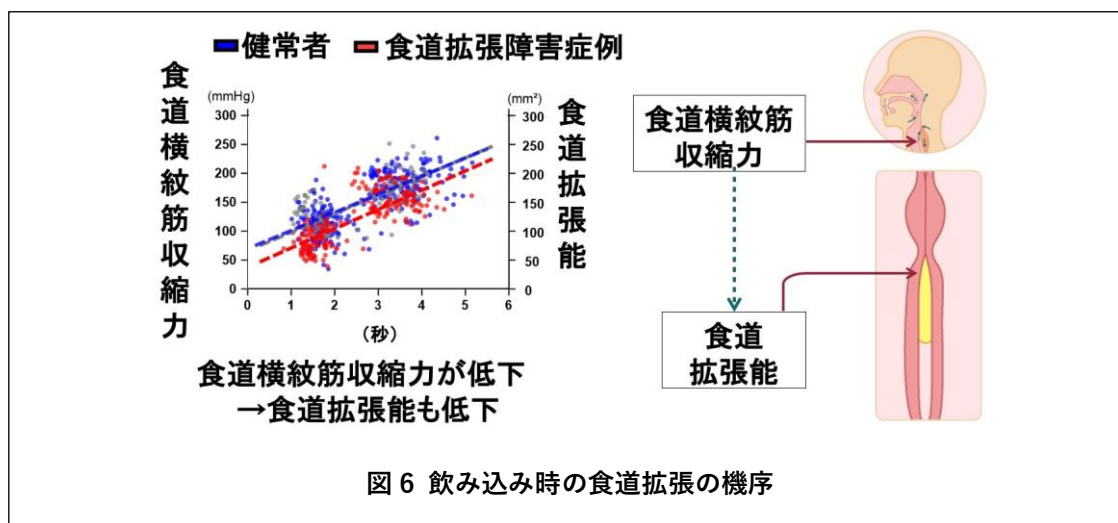 健常者 食道拡張障害症例
食道横紋筋収縮力
(mmHg)
300
250
200
150
100
50
0
0 1 2 3 4 5 6
(秒)
(mm²)
300
250
200
150
100
50
0
食道拡張能
食道横紋筋収縮力が低下
→食道拡張能も低下
食道横紋筋
収縮力
食道
拡張能
図 6 飲み込み時の食道拡張の機序